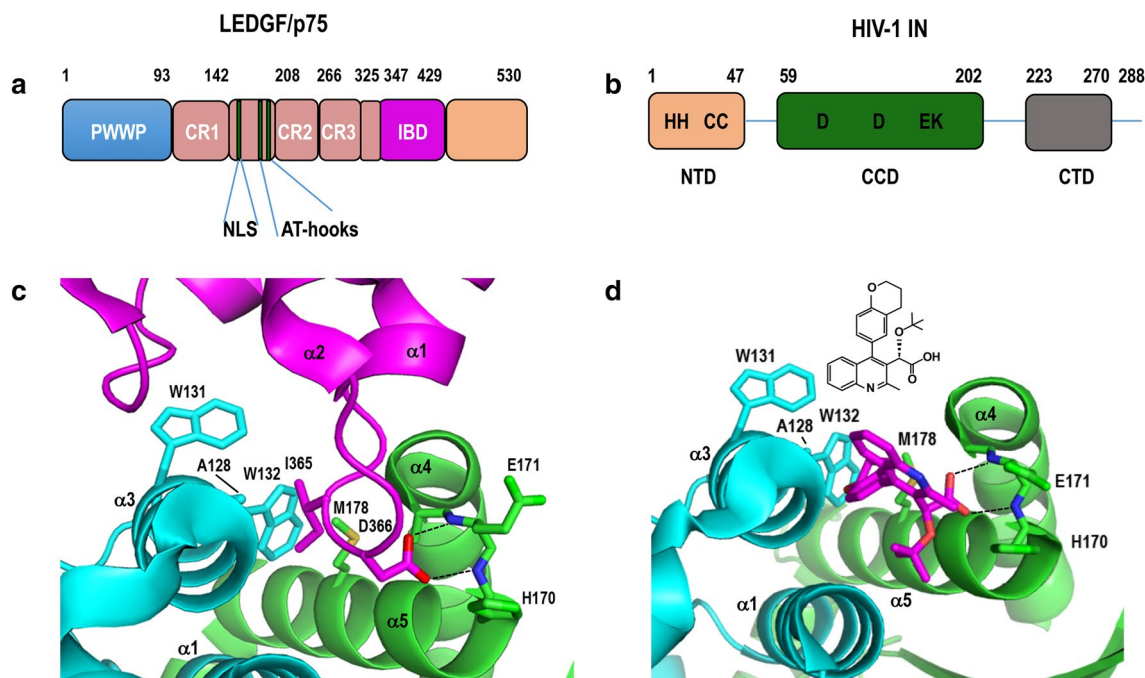 LEDGF/p75
a
1 93 142 208 266 325 347 429 530
PWWP CR1 CR2 CR3 IBD
NLS AT-hooks
HIV-1 IN
b
1 47 59 202 223 270 288
HH CC D D EK
NTD CCD CTD
c
α2 α1
W131
α3
A128
W132
I365
α4
E171
M178
D366
H170
α5
α1
d
O
O
OH
O
N
W131
W132
A128
M178
α4
α3
E171
H170
α5
α1